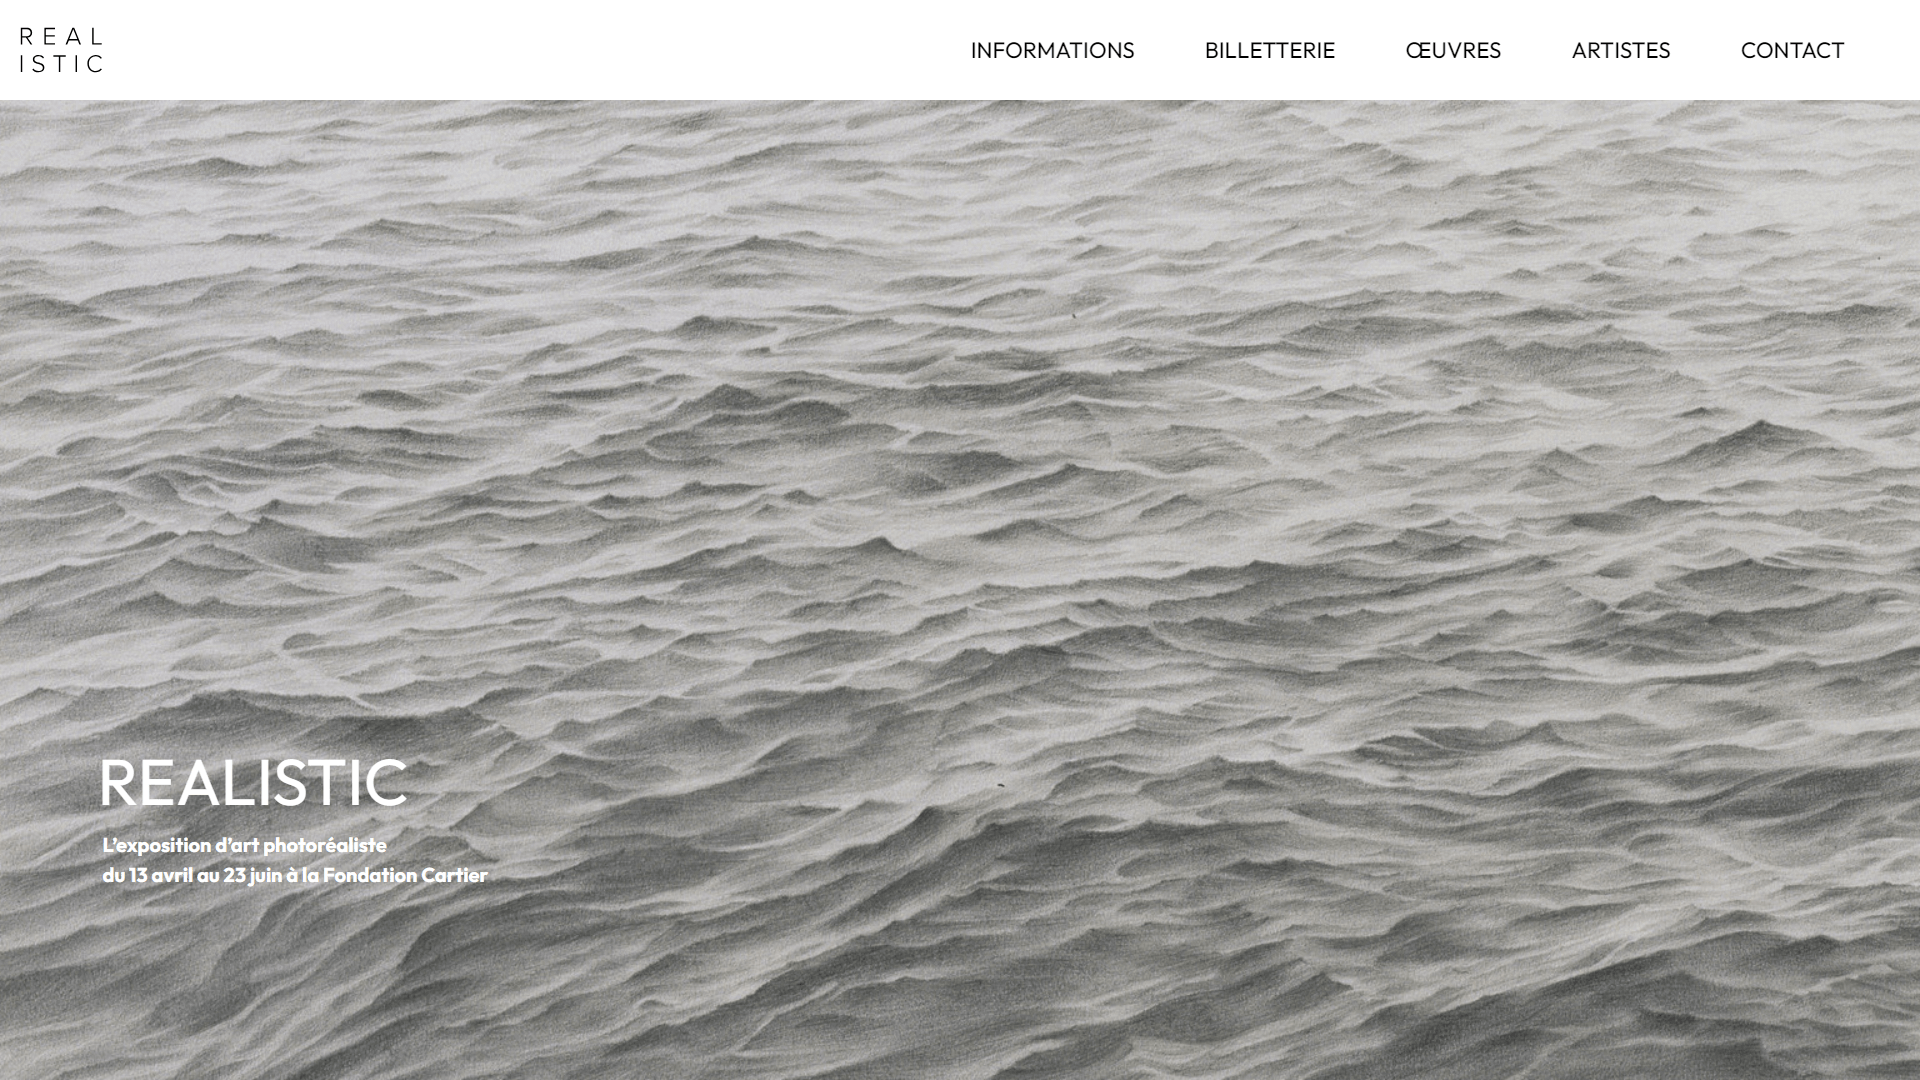 REAL
ISTIC
INFORMATIONS
BILLETTERIE
ŒUVRES
ARTISTES
CONTACT
REALISTIC
L’exposition d’art photoréaliste
du 13 avril au 23 juin à la Fondation Cartier